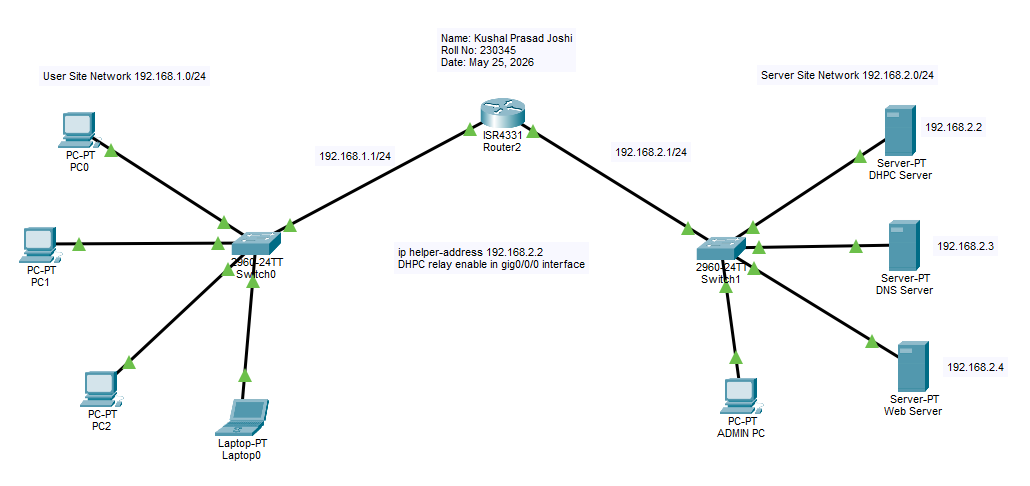 Name: Kushal Prasad Joshi
Roll No: 230345
Date: May 25, 2026
User Site Network 192.168.1.0/24
Server Site Network 192.168.2.0/24
PC-PT
PC0
192.168.1.1/24
ISR4331
Router2
192.168.2.1/24
192.168.2.2
Server-PT
DHPC Server
PC-PT
PC1
2960-24TT
Switch0
ip helper-address 192.168.2.2
DHPC relay enable in gig0/0/0 interface
2960-24TT
Switch1
192.168.2.3
Server-PT
DNS Server
PC-PT
PC2
Laptop-PT
Laptop0
PC-PT
ADMIN PC
192.168.2.4
Server-PT
Web Server